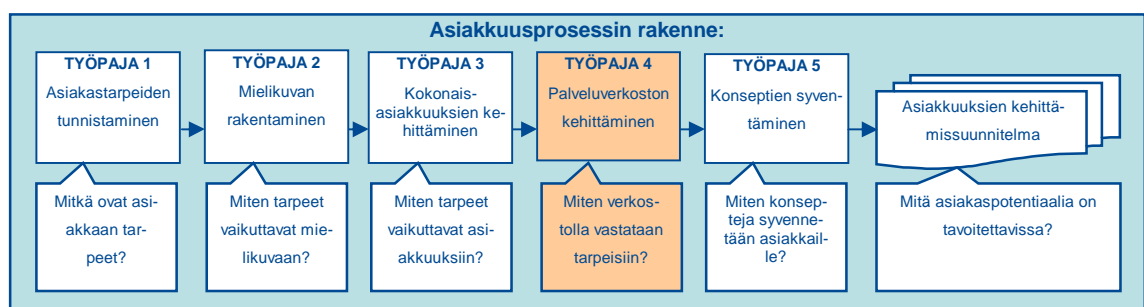 Asiakkuusprosessin rakenne:
TYÖPAJA 1
Asiakastarpeiden
tunnistaminen
TYÖPAJA 2
Mielikuvan
rakentaminen
TYÖPAJA 3
Kokonais-
asiakkuuksien ke-
hittäminen
TYÖPAJA 4
Palveluverkoston
kehittäminen
TYÖPAJA 5
Konseptien syven-
täminen
Asiakkuuksien kehittä-
missuunnitelma
Mitkä ovat asi-
akkaan tar-
peet?
Miten tarpeet
vaikuttavat mie-
likuvaan?
Miten tarpeet
vaikuttavat asi-
akkuuksiin?
Miten verkos-
tolla vastataan
tarpeisiin?
Miten konsep-
teja syvenne-
tään asiakkail-
le?
Mitä asiakaspotentiaalia on
tavoitettavissa?